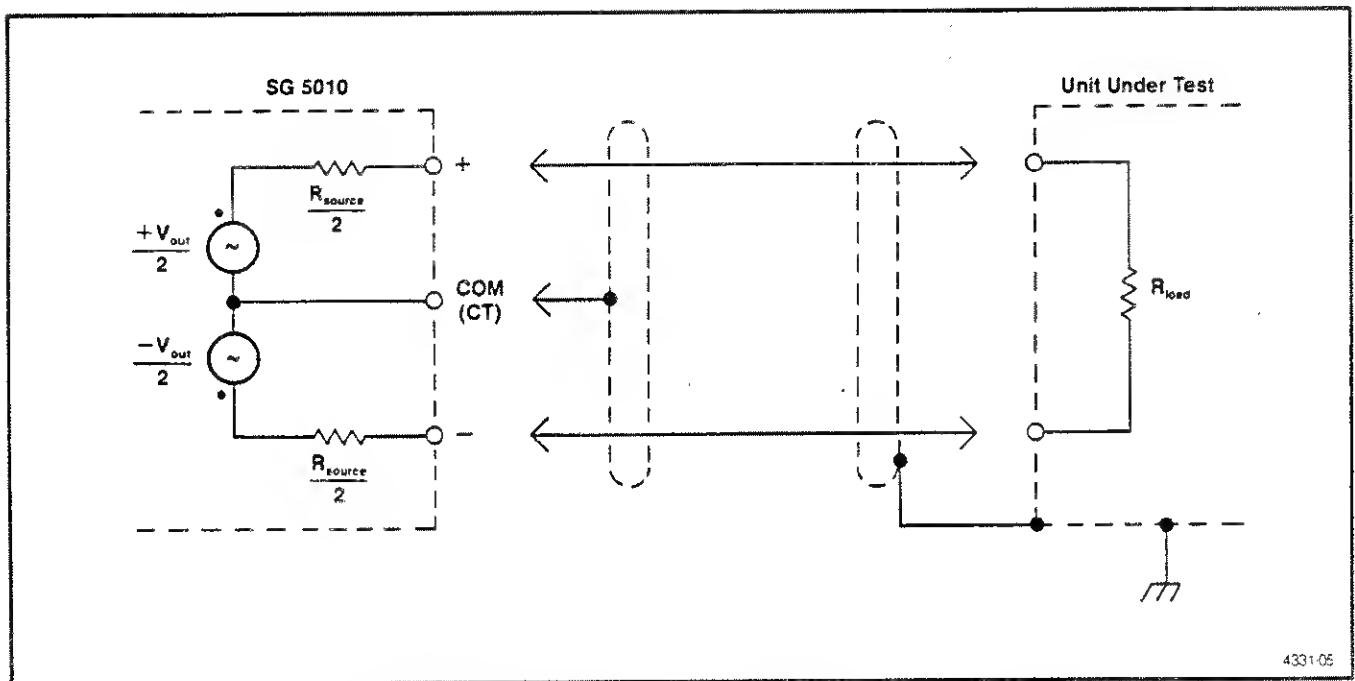 SG 5010
Unit Under Test
+
R_source
2
+V_out
2
~
COM
(CT)
R_load
-V_out
2
~
-
R_source
2
4331-05